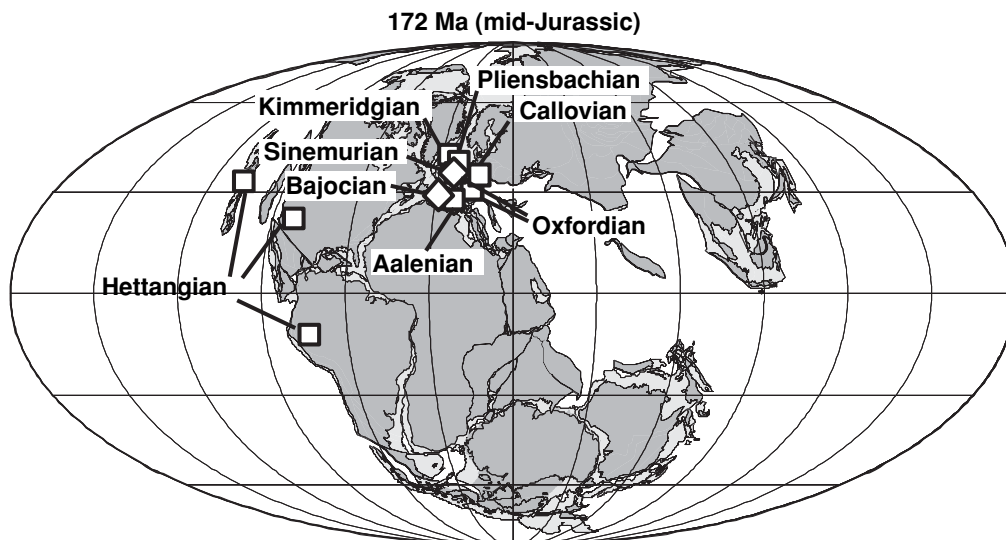 172 Ma (mid-Jurassic)
Pliensbachian
Kimmeridgian
Callovian
Sinemurian
Bajocian
Oxfordian
Aalenian
Hettangian